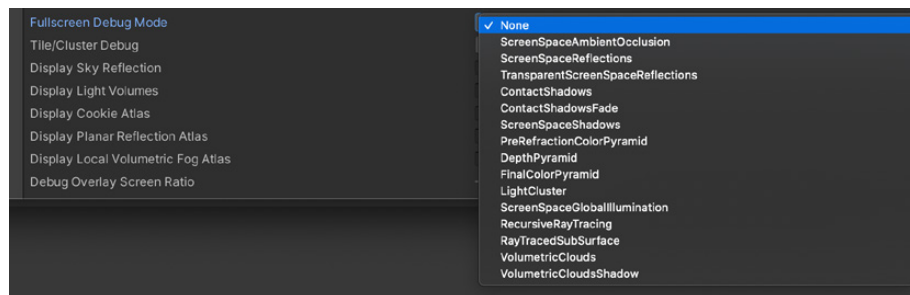 Fullscreen Debug Mode
Tile/Cluster Debug
Display Sky Reflection
Display Light Volumes
Display Cookie Atlas
Display Planar Reflection Atlas
Display Local Volumetric Fog Atlas
Debug Overlay Screen Ratio
✓ None
ScreenSpaceAmbientOcclusion
ScreenSpaceReflections
TransparentScreenSpaceReflections
ContactShadows
ContactShadowsFade
ScreenSpaceShadows
PreRefractionColorPyramid
DepthPyramid
FinalColorPyramid
LightCluster
ScreenSpaceGlobalIllumination
RecursiveRayTracing
RayTracedSubSurface
VolumetricClouds
VolumetricCloudsShadow